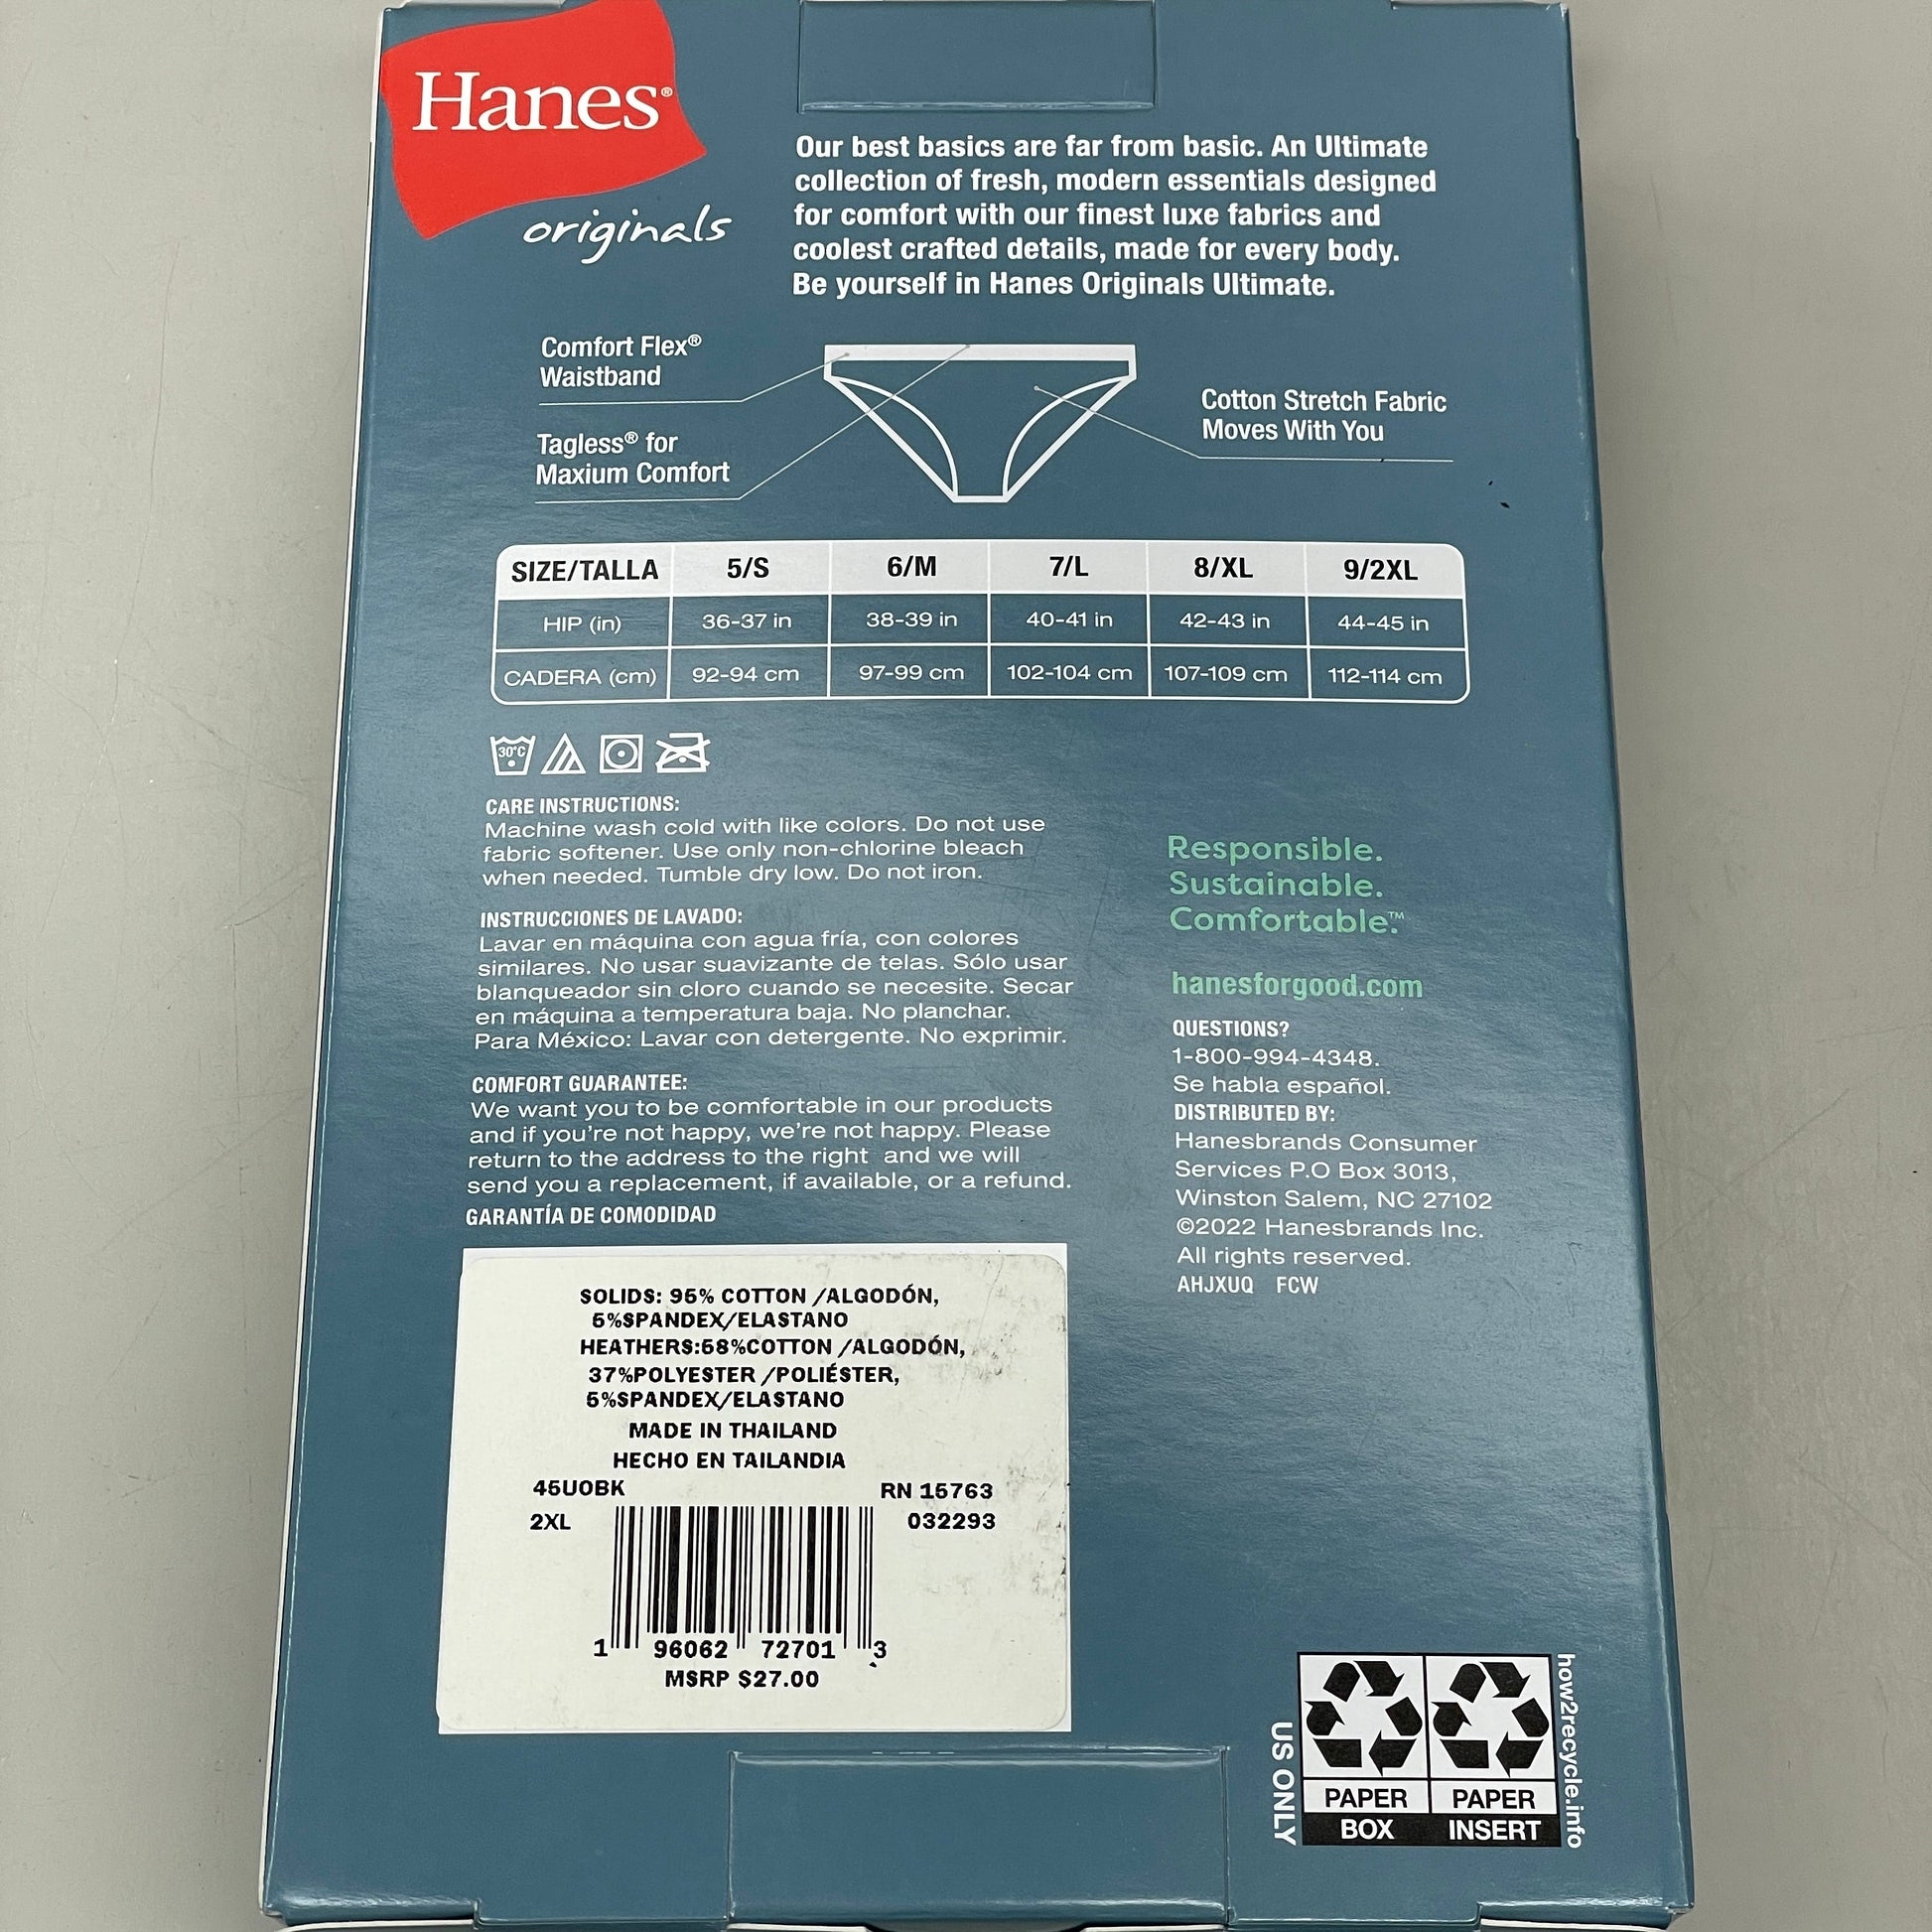 Hanes®
originals
Our best basics are far from basic. An Ultimate
collection of fresh, modern essentials designed
for comfort with our finest luxe fabrics and
coolest crafted details, made for every body.
Be yourself in Hanes Originals Ultimate.
Comfort Flex®
Waistband
Tagless® for
Maxium Comfort
Cotton Stretch Fabric
Moves With You
SIZE/TALLA 5/S 6/M 7/L 8/XL 9/2XL
HIP (in) 36-37 in 38-39 in 40-41 in 42-43 in 44-45 in
CADERA (cm) 92-94 cm 97-99 cm 102-104 cm 107-109 cm 112-114 cm
30°C
CARE INSTRUCTIONS:
Machine wash cold with like colors. Do not use
fabric softener. Use only non-chlorine bleach
when needed. Tumble dry low. Do not iron.
INSTRUCCIONES DE LAVADO:
Lavar en máquina con agua fría, con colores
similares. No usar suavizante de telas. Sólo usar
blanqueador sin cloro cuando se necesite. Secar
en máquina a temperatura baja. No planchar.
Para México: Lavar con detergente. No exprimir.
COMFORT GUARANTEE:
We want you to be comfortable in our products
and if you're not happy, we're not happy. Please
return to the address to the right and we will
send you a replacement, if available, or a refund.
GARANTÍA DE COMODIDAD
Responsible.
Sustainable.
Comfortable.™
hanesforgood.com
QUESTIONS?
1-800-994-4348.
Se habla español.
DISTRIBUTED BY:
Hanesbrands Consumer
Services P.O Box 3013,
Winston Salem, NC 27102
©2022 Hanesbrands Inc.
All rights reserved.
AHJXUQ FCW
SOLIDS: 95% COTTON /ALGODÓN,
5%SPANDEX/ELASTANO
HEATHERS:58%COTTON /ALGODÓN,
37%POLYESTER /POLIÉSTER,
5%SPANDEX/ELASTANO
MADE IN THAILAND
HECHO EN TAILANDIA
45UOBK RN 15763
2XL 032293
1 96062 72701 3
MSRP $27.00
US ONLY
PAPER PAPER
BOX INSERT
how2recycle.info